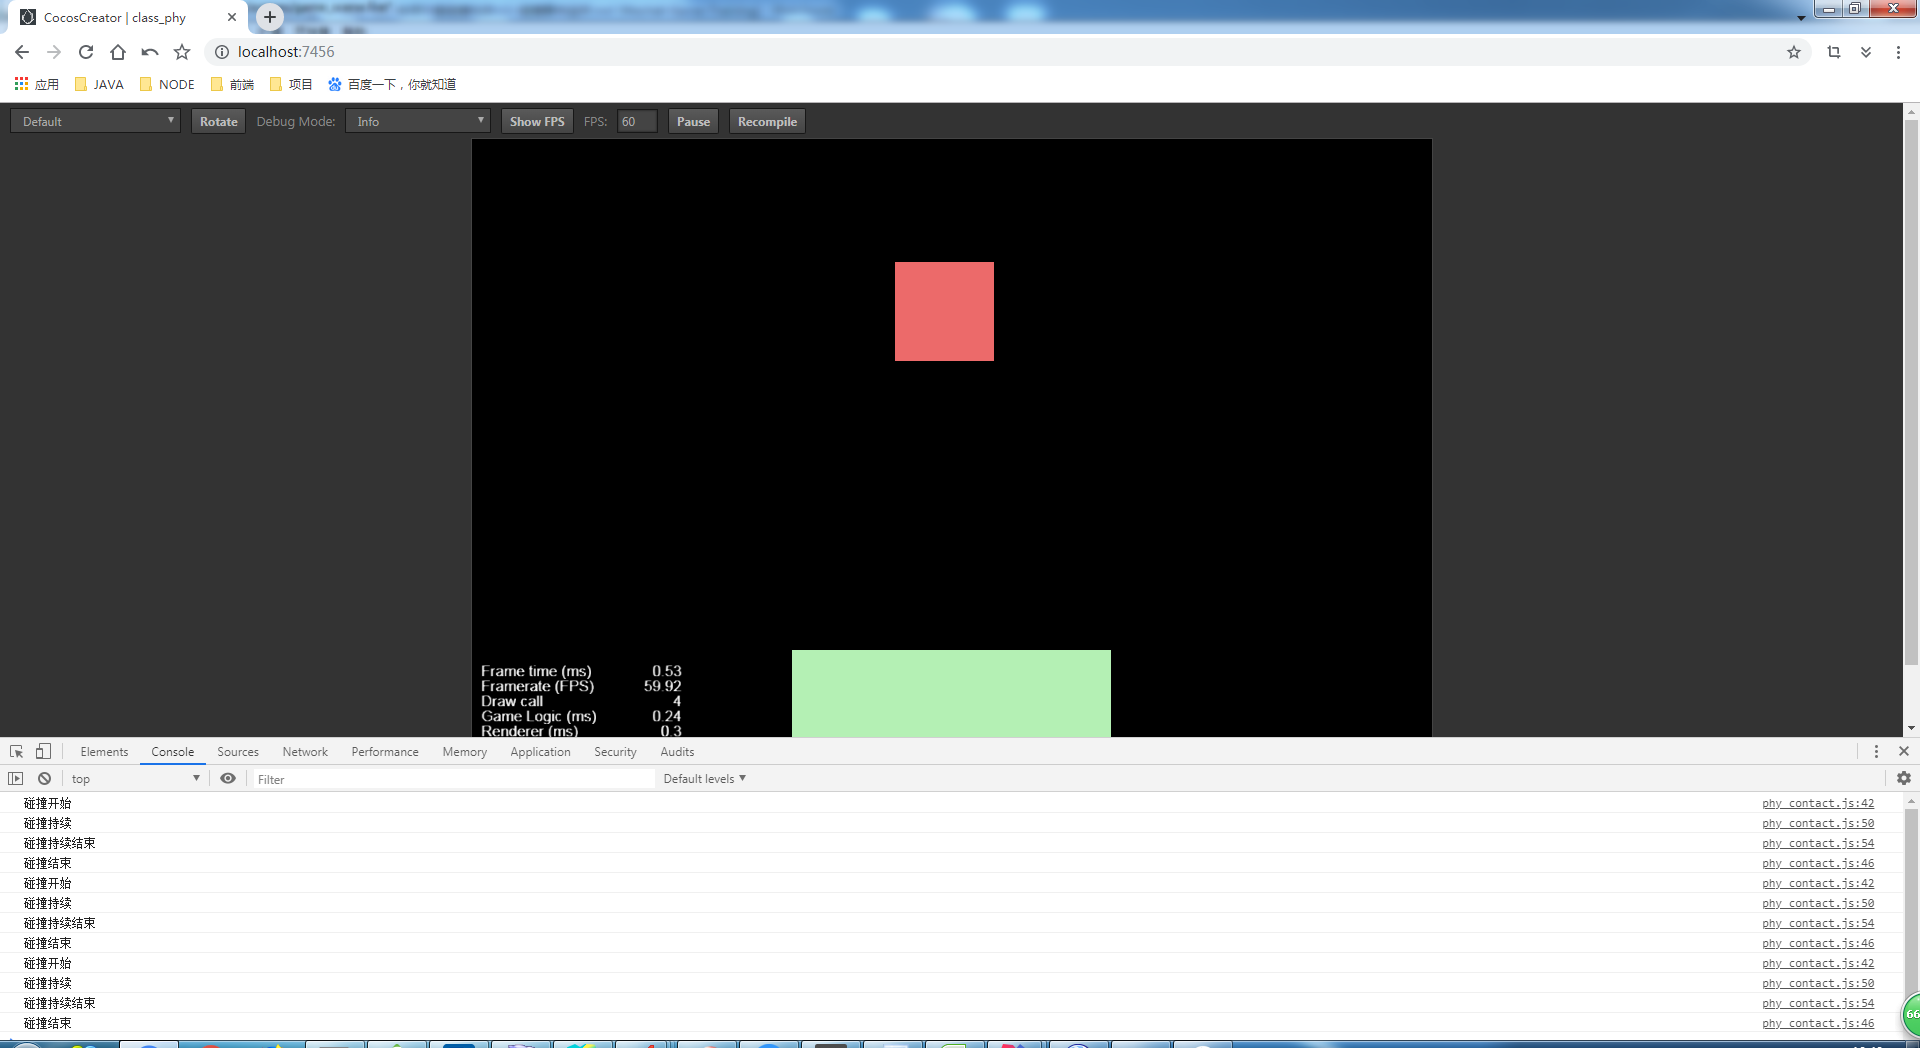 CocosCreator | class_phy
localhost:7456
应用 JAVA NODE 前端 项目 百度一下，你就知道
Default Rotate Debug Mode: Info Show FPS FPS: 60 Pause Recompile
Frame time (ms) 0.53
Framerate (FPS) 59.92
Draw call 4
Game Logic (ms) 0.24
Renderer (ms) 0.3
Elements Console Sources Network Performance Memory Application Security Audits
top Filter Default levels
碰撞开始 phy_contact.js:42
碰撞持续 phy_contact.js:50
碰撞持续结束 phy_contact.js:54
碰撞结束 phy_contact.js:46
碰撞开始 phy_contact.js:42
碰撞持续 phy_contact.js:50
碰撞持续结束 phy_contact.js:54
碰撞结束 phy_contact.js:46
碰撞开始 phy_contact.js:42
碰撞持续 phy_contact.js:50
碰撞持续结束 phy_contact.js:54
66
碰撞结束 phy_contact.js:46